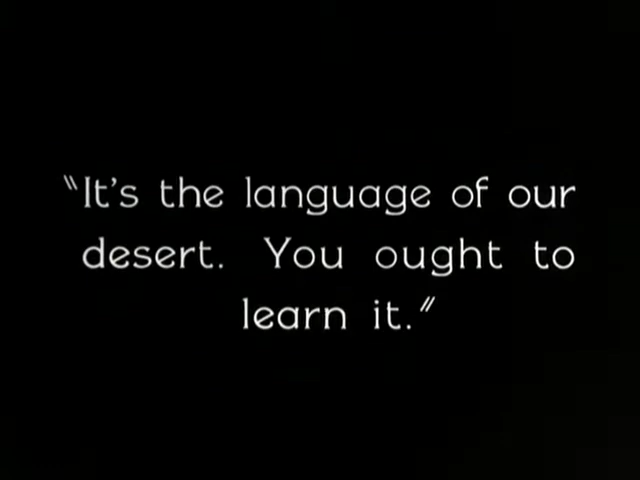 "It's the language of our
desert. You ought to
learn it."